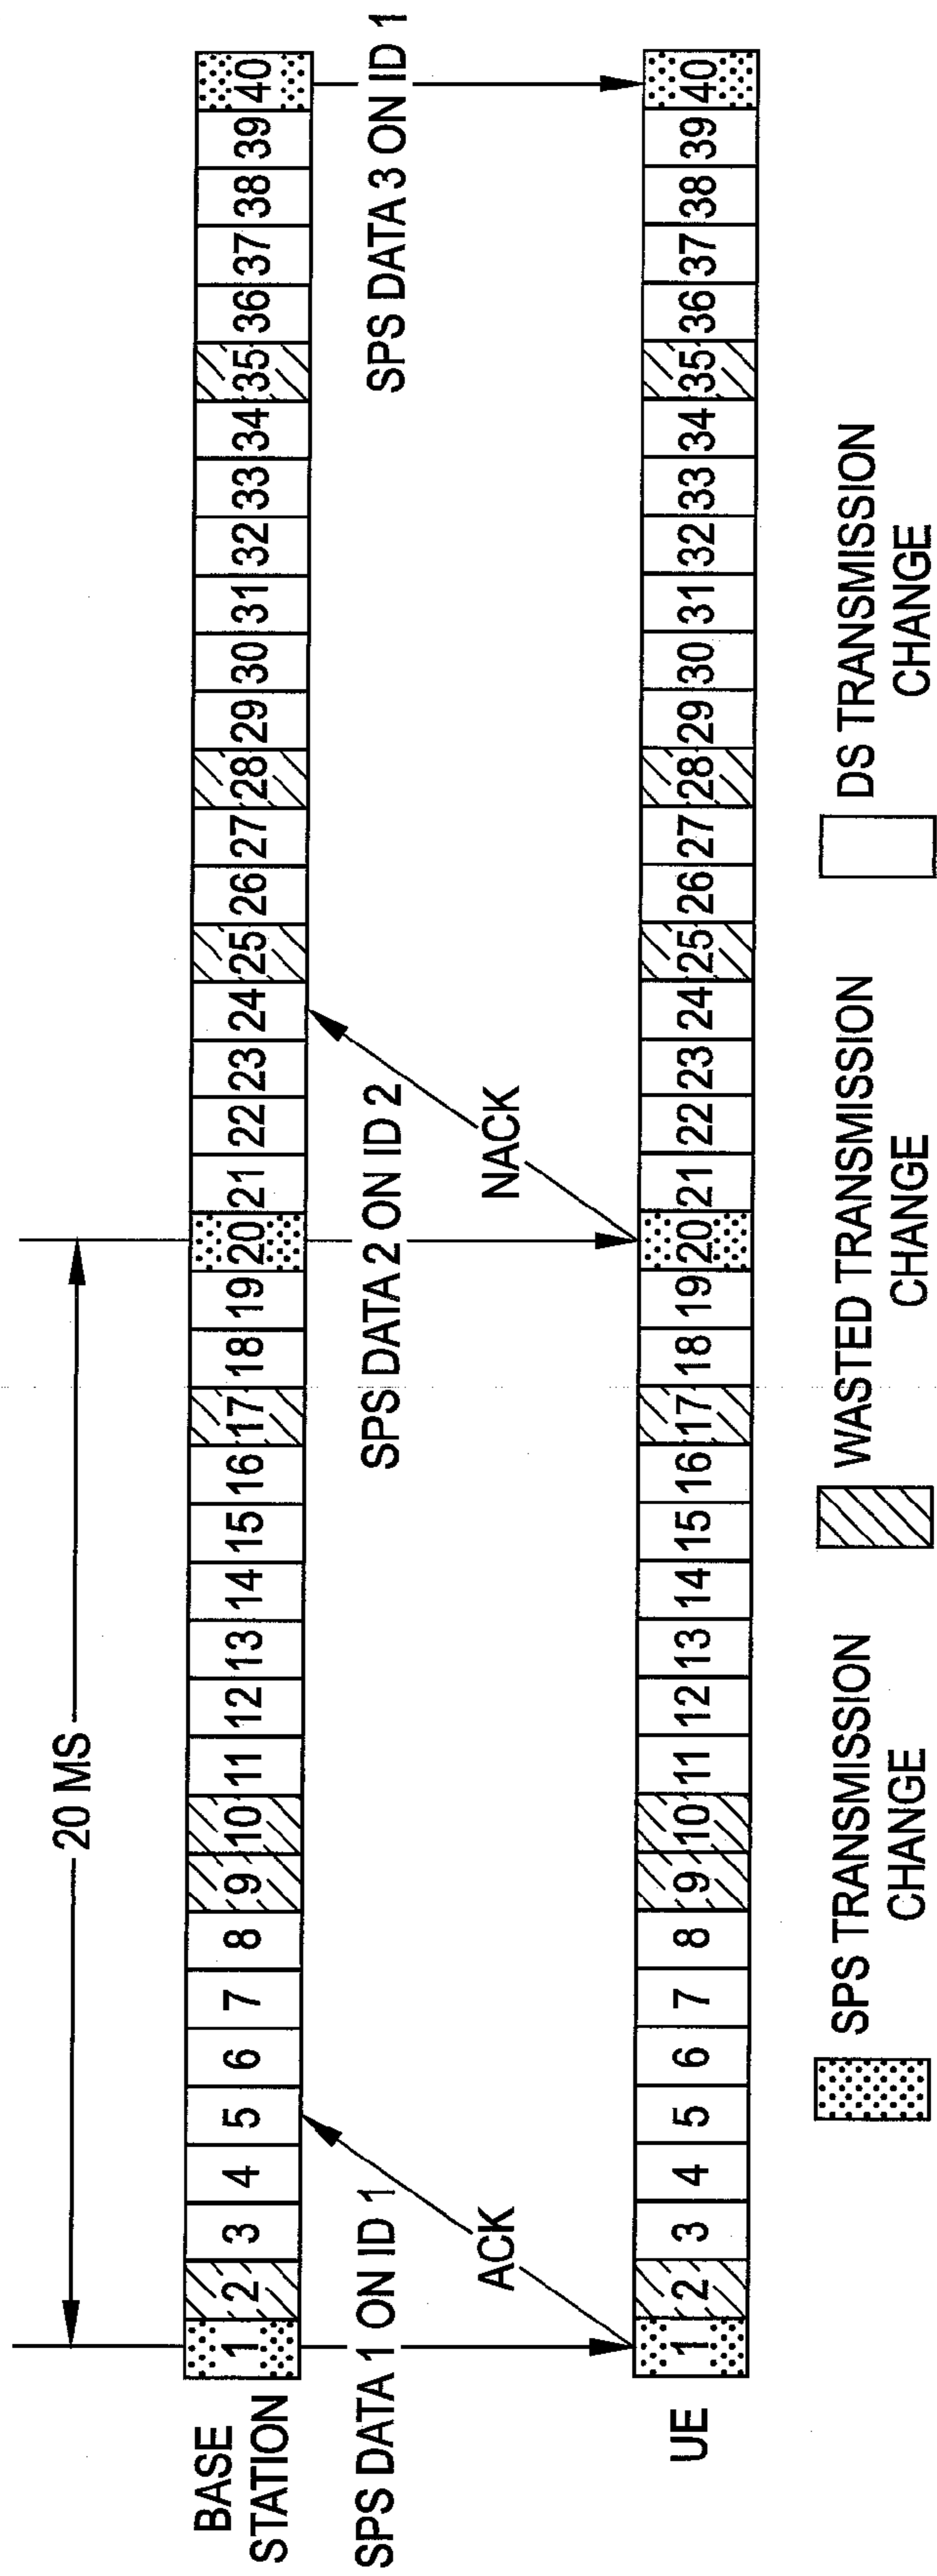 20 MS
BASE
STATION
1 2 3 4 5 6 7 8 9 10 11 12 13 14 15 16 17 18 19 20 21 22 23 24 25 26 27 28 29 30 31 32 33 34 35 36 37 38 39 40
SPS DATA 1 ON ID 1
SPS DATA 2 ON ID 2
SPS DATA 3 ON ID 1
ACK
NACK
UE
1 2 3 4 5 6 7 8 9 10 11 12 13 14 15 16 17 18 19 20 21 22 23 24 25 26 27 28 29 30 31 32 33 34 35 36 37 38 39 40
SPS TRANSMISSION
CHANGE
WASTED TRANSMISSION
CHANGE
DS TRANSMISSION
CHANGE